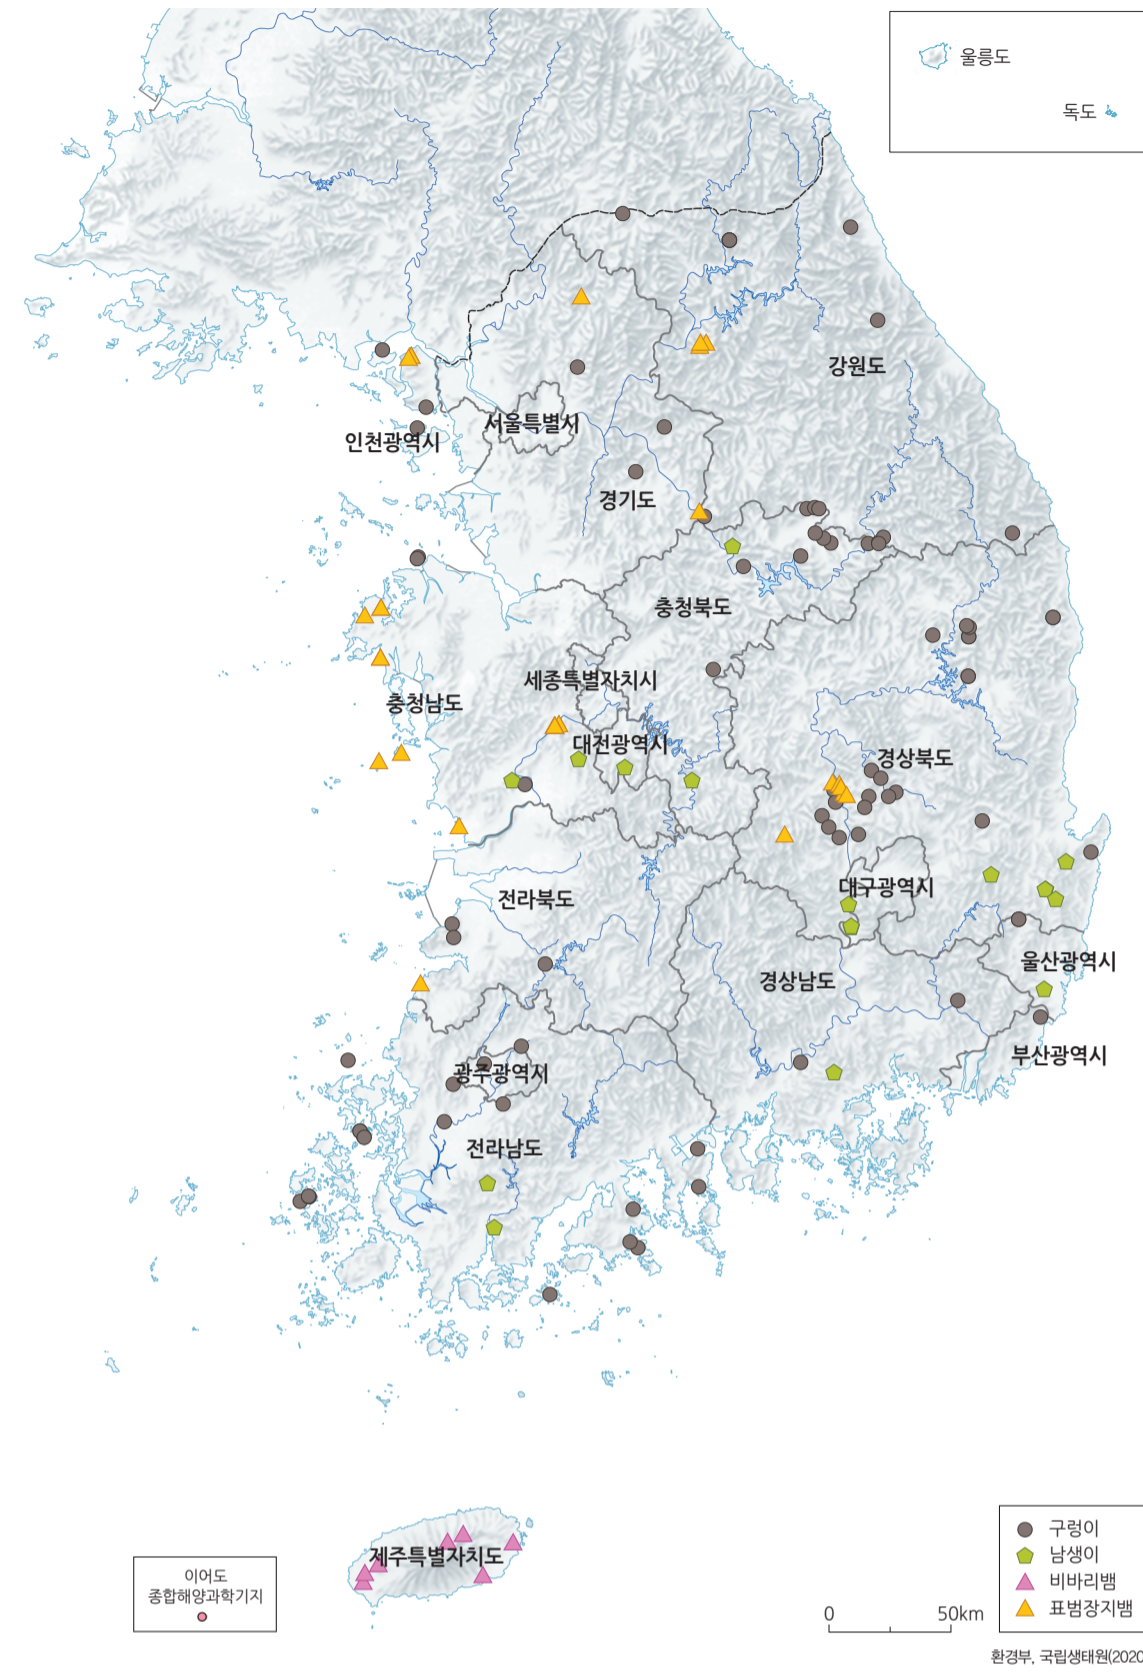 울릉도
독도
강원도
서울특별시
인천광역시
경기도
충청북도
세종특별자치시
충청남도
대전광역시
경상북도
대구광역시
전라북도
울산광역시
경상남도
부산광역시
광주광역시
전라남도
제주특별자치도
이어도
종합해양과학기지
구렁이
남생이
비바리뱀
표범장지뱀
0 50km
환경부, 국립생태원(2020